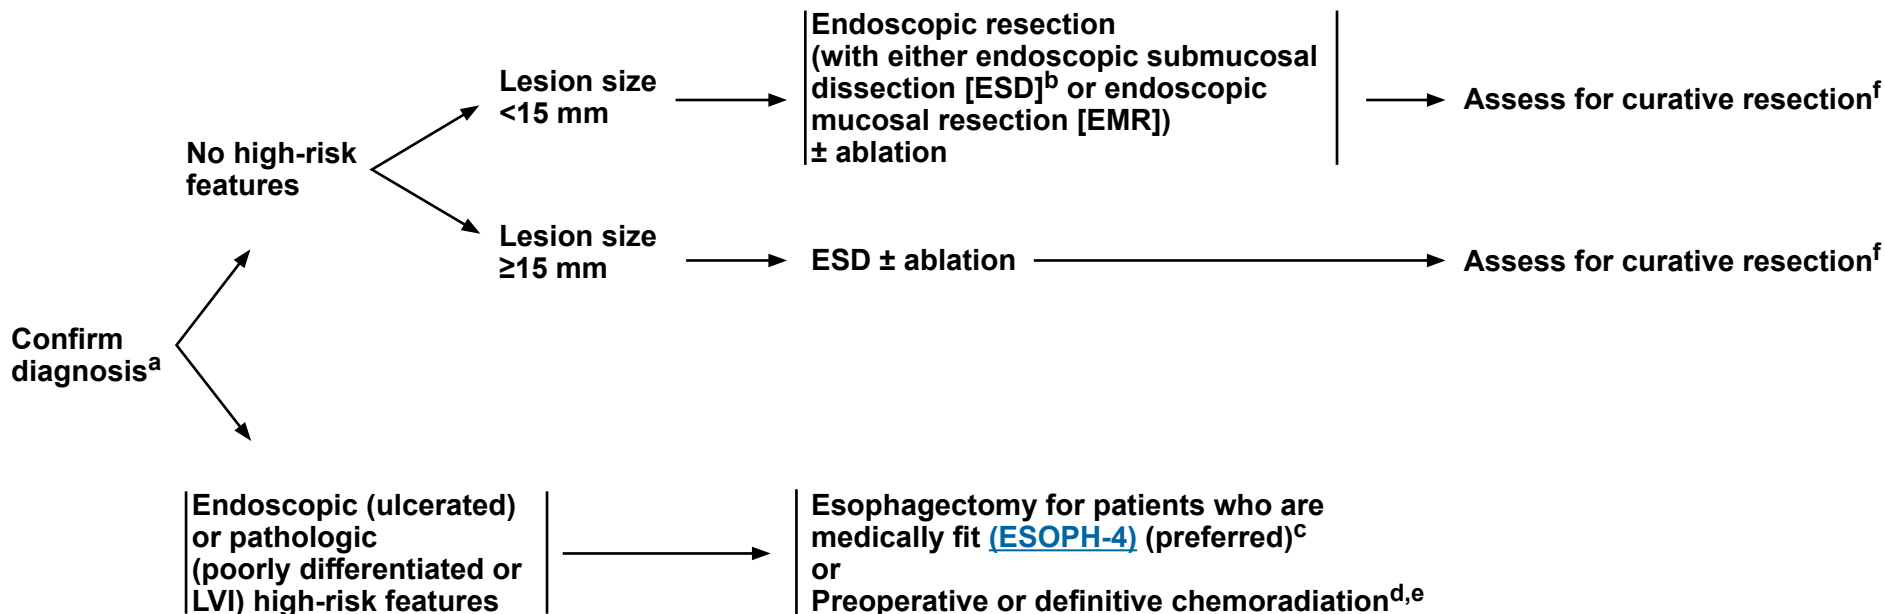 Confirm
diagnosisa
No high-risk
features
Lesion size
<15 mm
Endoscopic resection
(with either endoscopic submucosal
dissection [ESD]b or endoscopic
mucosal resection [EMR])
± ablation
Assess for curative resectionf
Lesion size
≥15 mm
ESD ± ablation
Assess for curative resectionf
Endoscopic (ulcerated)
or pathologic
(poorly differentiated or
LVI) high-risk features
Esophagectomy for patients who are
medically fit (ESOPH-4) (preferred)c
or
Preoperative or definitive chemoradiationd,e